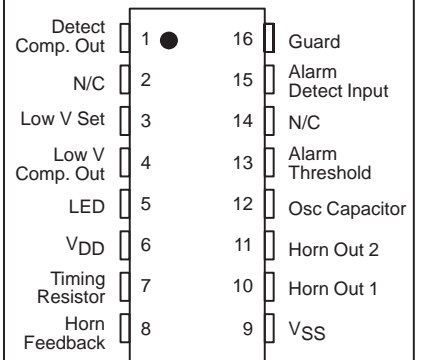 Detect
Comp. Out
1
16
Guard
N/C
2
15
Alarm
Detect Input
Low V Set
3
14
N/C
Low V
Comp. Out
4
13
Alarm
Threshold
LED
5
12
Osc Capacitor
VDD
6
11
Horn Out 2
Timing
Resistor
7
10
Horn Out 1
Horn
Feedback
8
9
VSS